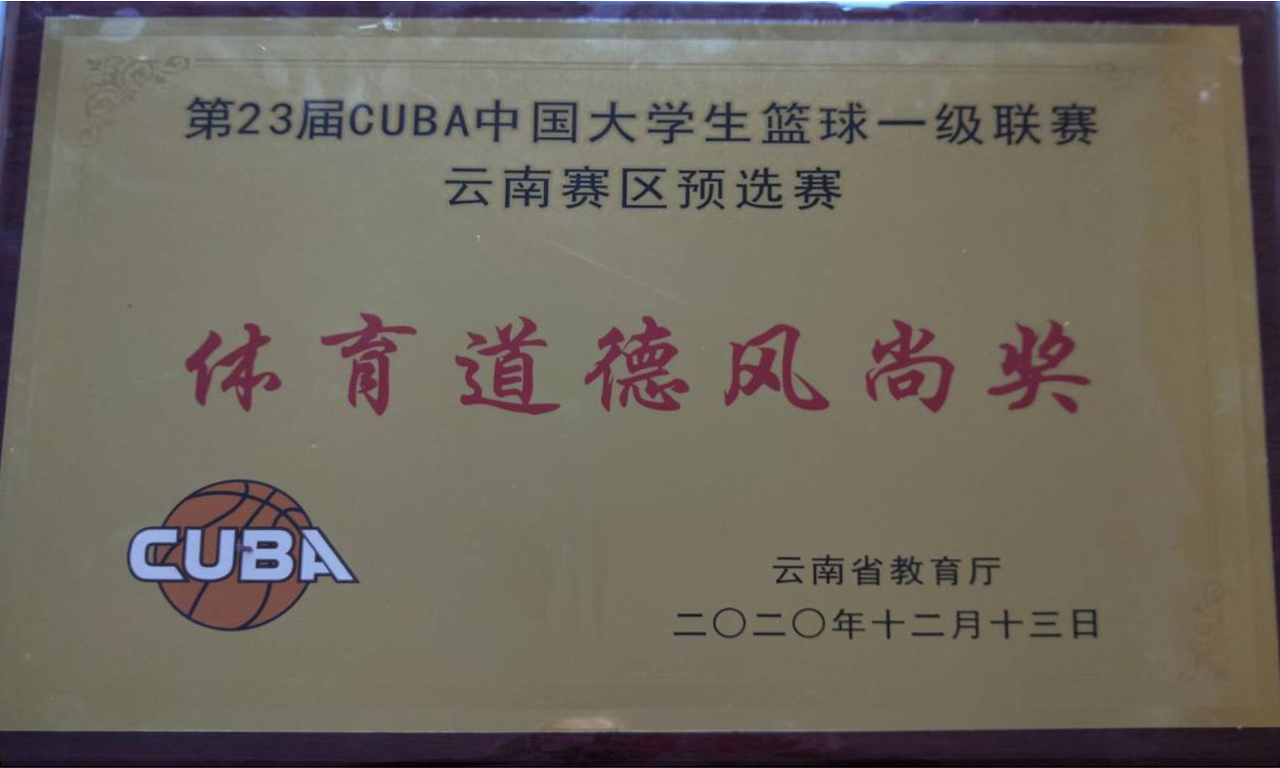 第23届CUBA中国大学生篮球一级联赛
云南赛区预选赛
体育道德风尚奖
CUBA
云南省教育厅
二〇二〇年十二月十三日